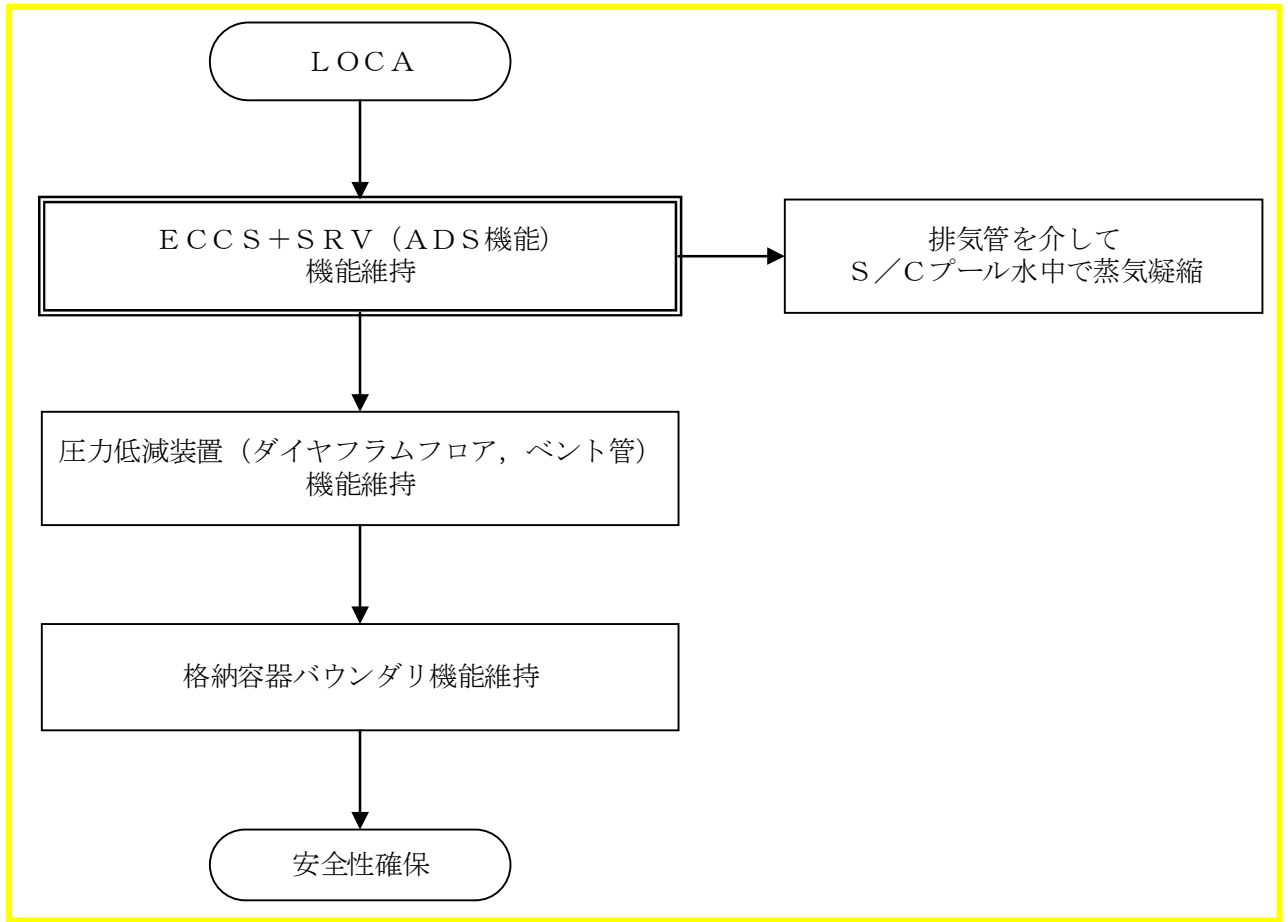 ＬＯＣＡ
ＥＣＣＳ＋ＳＲＶ（ＡＤＳ機能）
機能維持
排気管を介して
Ｓ／Ｃプール水中で蒸気凝縮
圧力低減装置（ダイヤフラムフロア，ベント管）
機能維持
格納容器バウンダリ機能維持
安全性確保